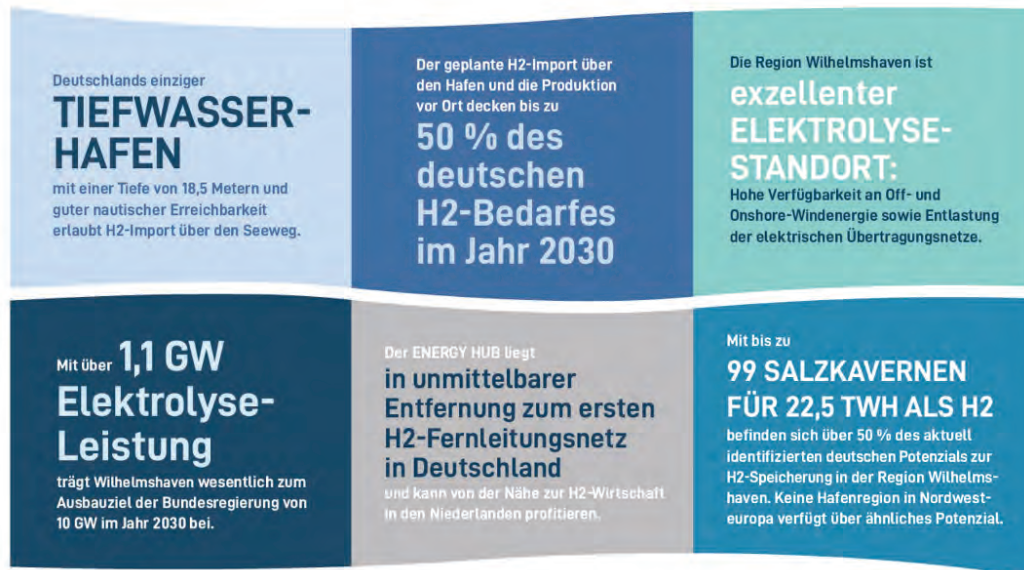 Deutschlands einziger
TIEFWASSER-
HAFEN
mit einer Tiefe von 18,5 Metern und
guter nautischer Erreichbarkeit
erlaubt H2-Import über den Seeweg.
Der geplante H2-Import über
den Hafen und die Produktion
vor Ort decken bis zu
50 % des
deutschen
H2-Bedarfes
im Jahr 2030
Die Region Wilhelmshaven ist
exzellenter
ELEKTROLYSE-
STANDORT:
Hohe Verfügbarkeit an Off- und
Onshore-Windenergie sowie Entlastung
der elektrischen Übertragungsnetze.
Mit über 1,1 GW
Elektrolyse-
Leistung
trägt Wilhelmshaven wesentlich zum
Ausbauziel der Bundesregierung von
10 GW im Jahr 2030 bei.
Der ENERGY HUB liegt
in unmittelbarer
Entfernung zum ersten
H2-Fernleitungsnetz
in Deutschland
und kann von der Nähe zur H2-Wirtschaft
in den Niederlanden profitieren.
Mit bis zu
99 SALZKAVERNEN
FÜR 22,5 TWH ALS H2
befinden sich über 50 % des aktuell
identifizierten deutschen Potenzials zur
H2-Speicherung in der Region Wilhelms-
haven. Keine Hafenregion in Nordwest-
europa verfügt über ähnliches Potenzial.